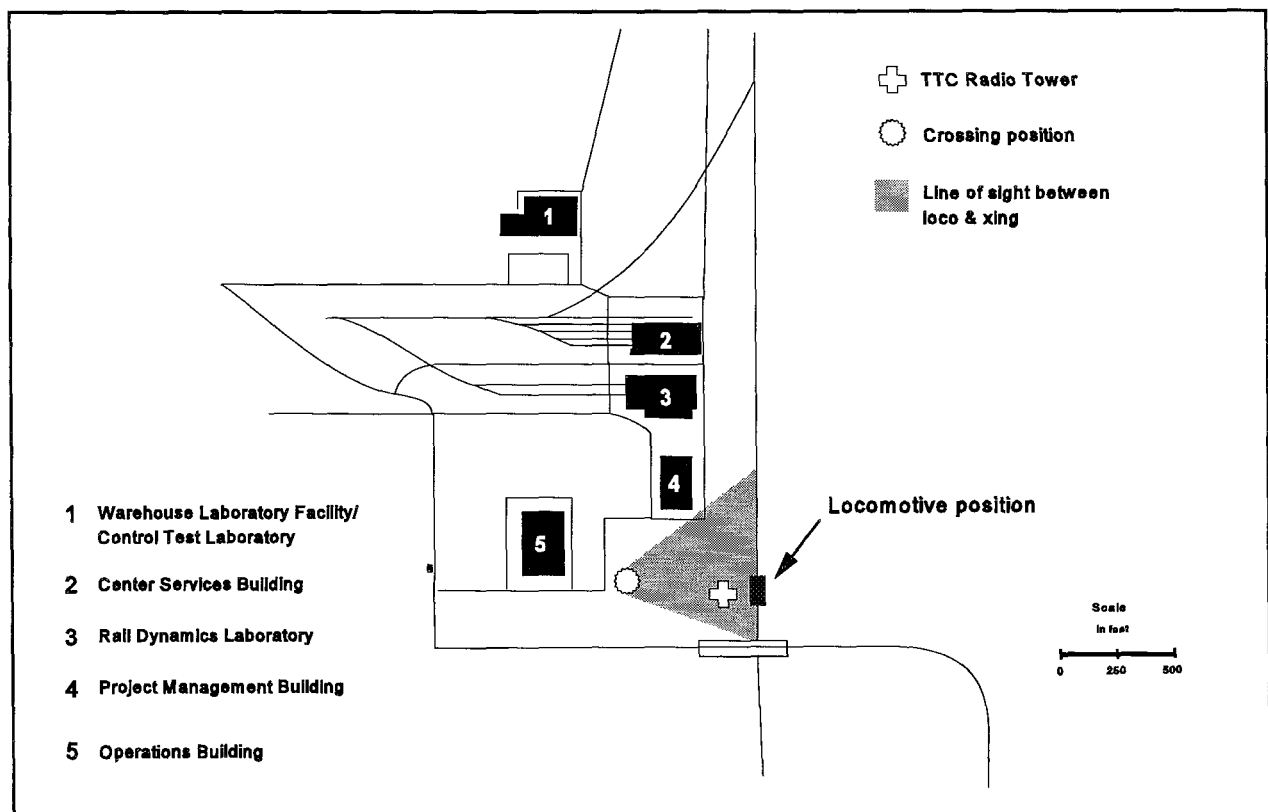 TTC Radio Tower
Crossing position
Line of sight between
loco & xing
1
2
3
4
5
Locomotive position
1 Warehouse Laboratory Facility/
Control Test Laboratory
2 Center Services Building
3 Rail Dynamics Laboratory
4 Project Management Building
5 Operations Building
Scale
in feet
0 250 500